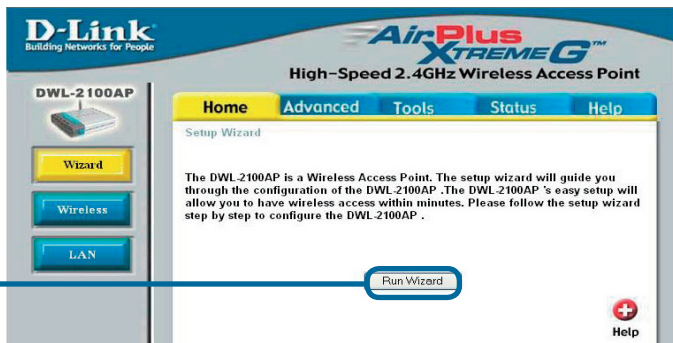 D-Link
Building Networks for People
AirPlus
XTREME G™
High-Speed 2.4GHz Wireless Access Point
DWL-2100AP
Home Advanced Tools Status Help
Setup Wizard
Wizard
Wireless
LAN
The DWL-2100AP is a Wireless Access Point. The setup wizard will guide you
through the configuration of the DWL-2100AP .The DWL-2100AP 's easy setup will
allow you to have wireless access within minutes. Please follow the setup wizard
step by step to configure the DWL-2100AP .
Run Wizard
Help